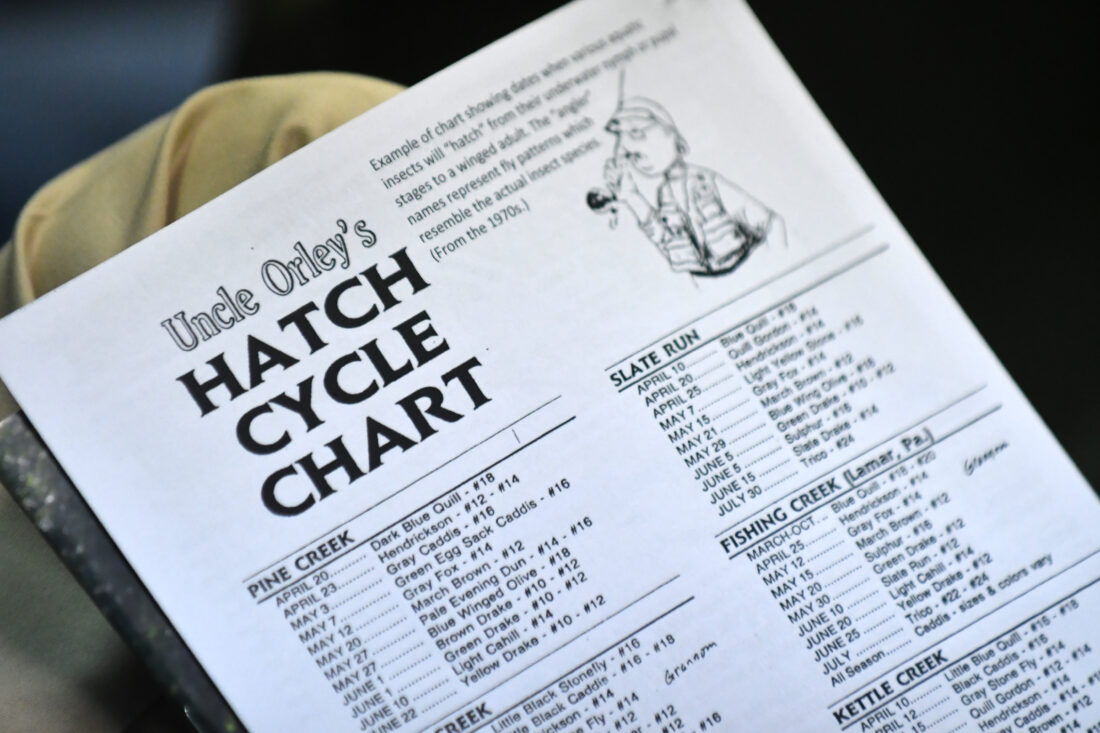 Example of chart showing dates when various aquatic
insects will "hatch" from their underwater nymph or pupa
stages to a winged adult. The "angler"
names represent fly patterns which
resemble the actual insect species.
(From the 1970s.)
Uncle Orley's
HATCH
CYCLE
CHART
PINE CREEK
APRIL 20 Dark Blue Quill - #18
APRIL 23 Hendrickson - #12 - #14
MAY 3 Gray Caddis - #16
MAY 7 Green Egg Sack Caddis - #16
MAY 12 Gray Fox - #14
MAY 20 March Brown - #12
MAY 27 Pale Evening Dun - #14 - #16
MAY 27 Blue Winged Olive - #18
JUNE 1 Brown Drake - #10 - #12
JUNE 1 Green Drake - #10 - #12
JUNE 10 Light Cahill - #14
JUNE 22 Yellow Drake - #10 - #12
CREEK
Little Black Stonefly - #16
Black Caddis - #16 - #18 Grannom
SLATE RUN
APRIL 10 Blue Quill - #18
APRIL 20 Quill Gordon - #14
APRIL 25 Hendrickson - #14
MAY 7 Light Yellow Stone - #16
MAY 15 Gray Fox - #14
MAY 21 March Brown - #12
MAY 29 Blue Wing Olive - #18
JUNE 5 Green Drake - #10 - #12
JUNE 5 Sulphur - #16
JUNE 15 Slate Drake - #14
JULY 30 Trico - #24
FISHING CREEK (Lamar, Pa.)
MARCH-OCT. Blue Quill - #18 - #20 Grannom
APRIL 25 Hendrickson - #14
MAY 12 Gray Fox - #14
MAY 15 March Brown - #12
MAY 20 Sulphur - #16
MAY 30 Green Drake - #12
JUNE 10 Slate Run - #12
JUNE 20 Light Cahill - #14
JUNE 25 Yellow Drake - #12
JULY Trico - #22 - #24
All Season Caddis - sizes & colors vary
KETTLE CREEK
APRIL 10 Little Blue Quill - #18
Black Caddis - #16
Gray Stone Fly - #14
Quill Gordon - #12 - #14
Hendrickson - #14